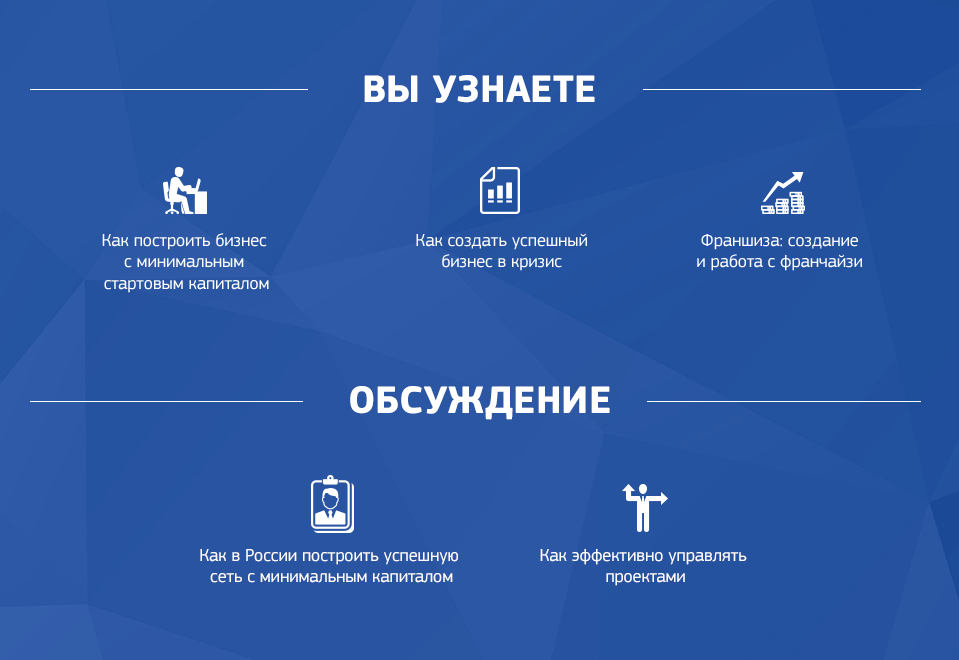 ВЫ УЗНАЕТЕ
Как построить бизнес
с минимальным
стартовым капиталом
Как создать успешный
бизнес в кризис
Франшиза: создание
и работа с франчайзи
ОБСУЖДЕНИЕ
Как в России построить успешную
сеть с минимальным капиталом
Как эффективно управлять
проектами